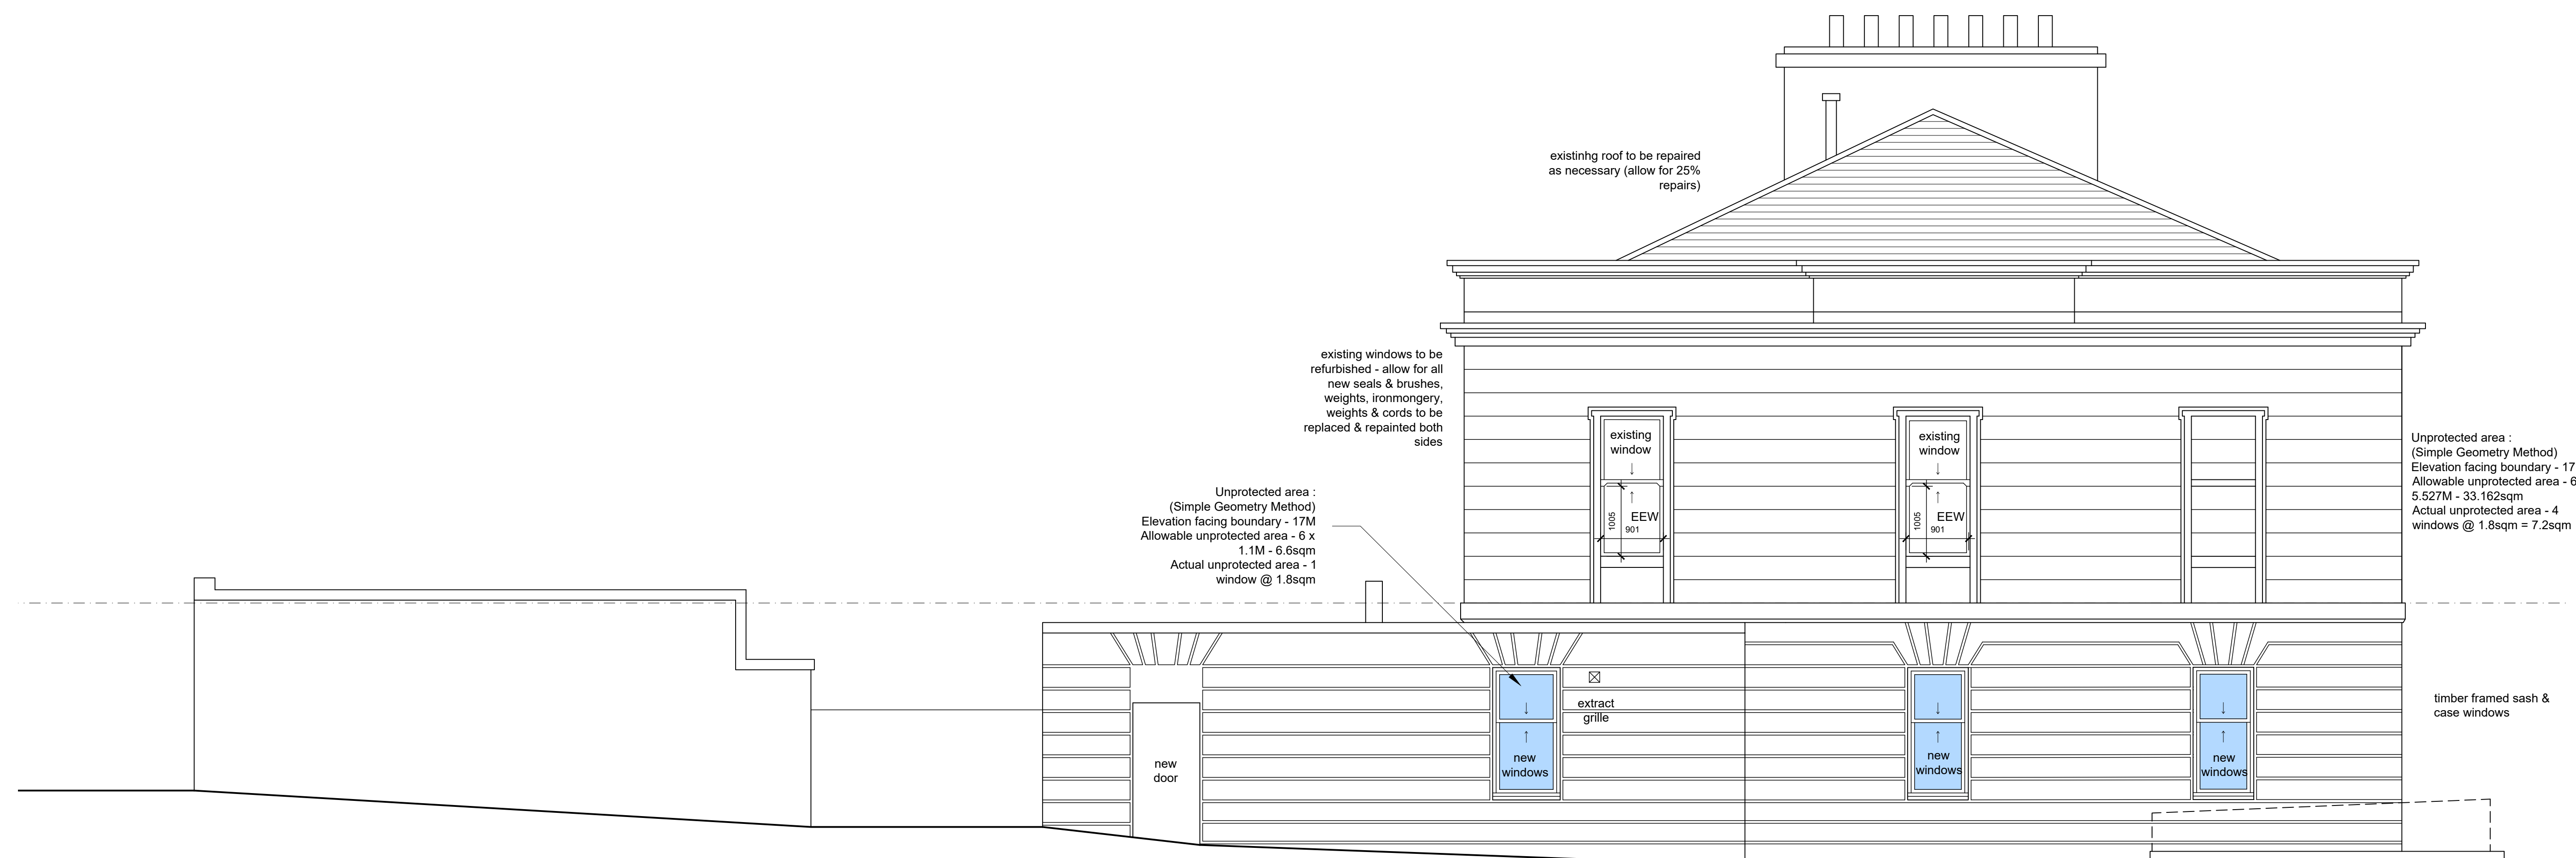 existinhg roof to be repaired
as necessary (allow for 25%
repairs)
existing windows to be
refurbished - allow for all
new seals & brushes,
weights, ironmongery,
weights & cords to be
replaced & repainted both
sides
existing
window
EEW
1005
901
existing
window
EEW
1005
901
Unprotected area :
(Simple Geometry Method)
Elevation facing boundary - 17
Allowable unprotected area - 6
5.527M - 33.162sqm
Actual unprotected area - 4
windows @ 1.8sqm = 7.2sqm
Unprotected area :
(Simple Geometry Method)
Elevation facing boundary - 17M
Allowable unprotected area - 6 x
1.1M - 6.6sqm
Actual unprotected area - 1
window @ 1.8sqm
extract
grille
new
door
new
windows
new
windows
new
windows
timber framed sash &
case windows